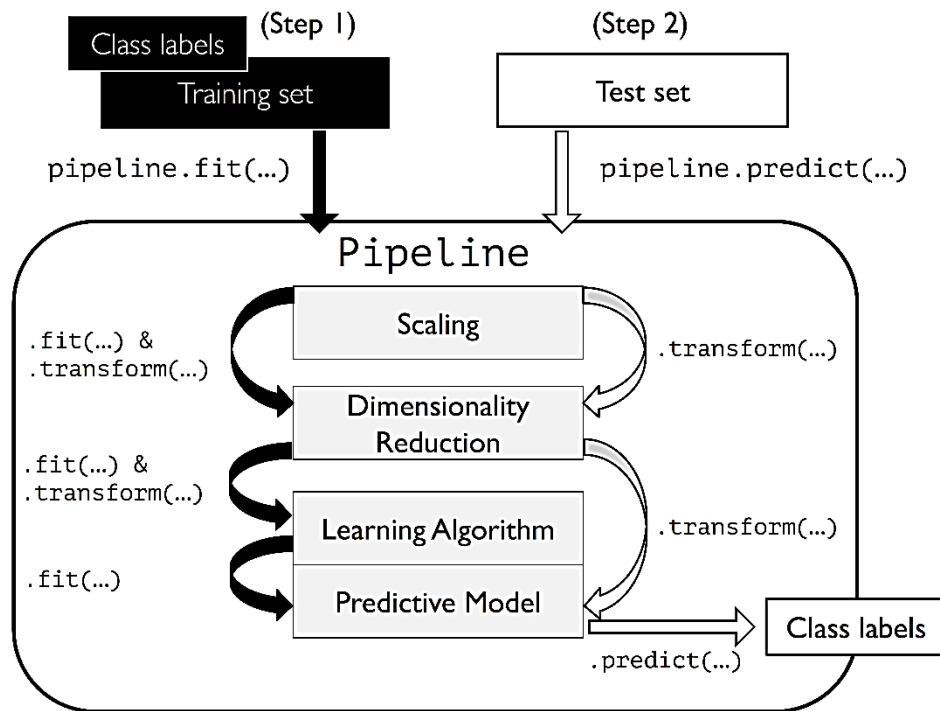 (Step 1)
(Step 2)
Class labels
Training set
Test set
pipeline.fit(...)
pipeline.predict(...)
Pipeline
Scaling
.fit(...) &
.transform(...)
.transform(...)
Dimensionality
Reduction
.fit(...) &
.transform(...)
Learning Algorithm
.transform(...)
.fit(...)
Predictive Model
Class labels
.predict(...)